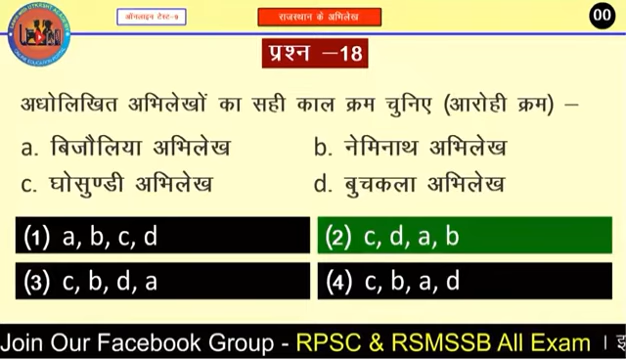 ऑनलाइन टेस्ट-9
राजस्थान के अभिलेख
00
प्रश्न –18
अधोलिखित अभिलेखों का सही काल क्रम चुनिए (आरोही क्रम) –
a. बिजौलिया अभिलेख b. नेमिनाथ अभिलेख
c. घोसुण्डी अभिलेख d. बुचकला अभिलेख
(1) a, b, c, d (2) c, d, a, b
(3) c, b, d, a (4) c, b, a, d
Join Our Facebook Group - RPSC & RSMSSB All Exam ।